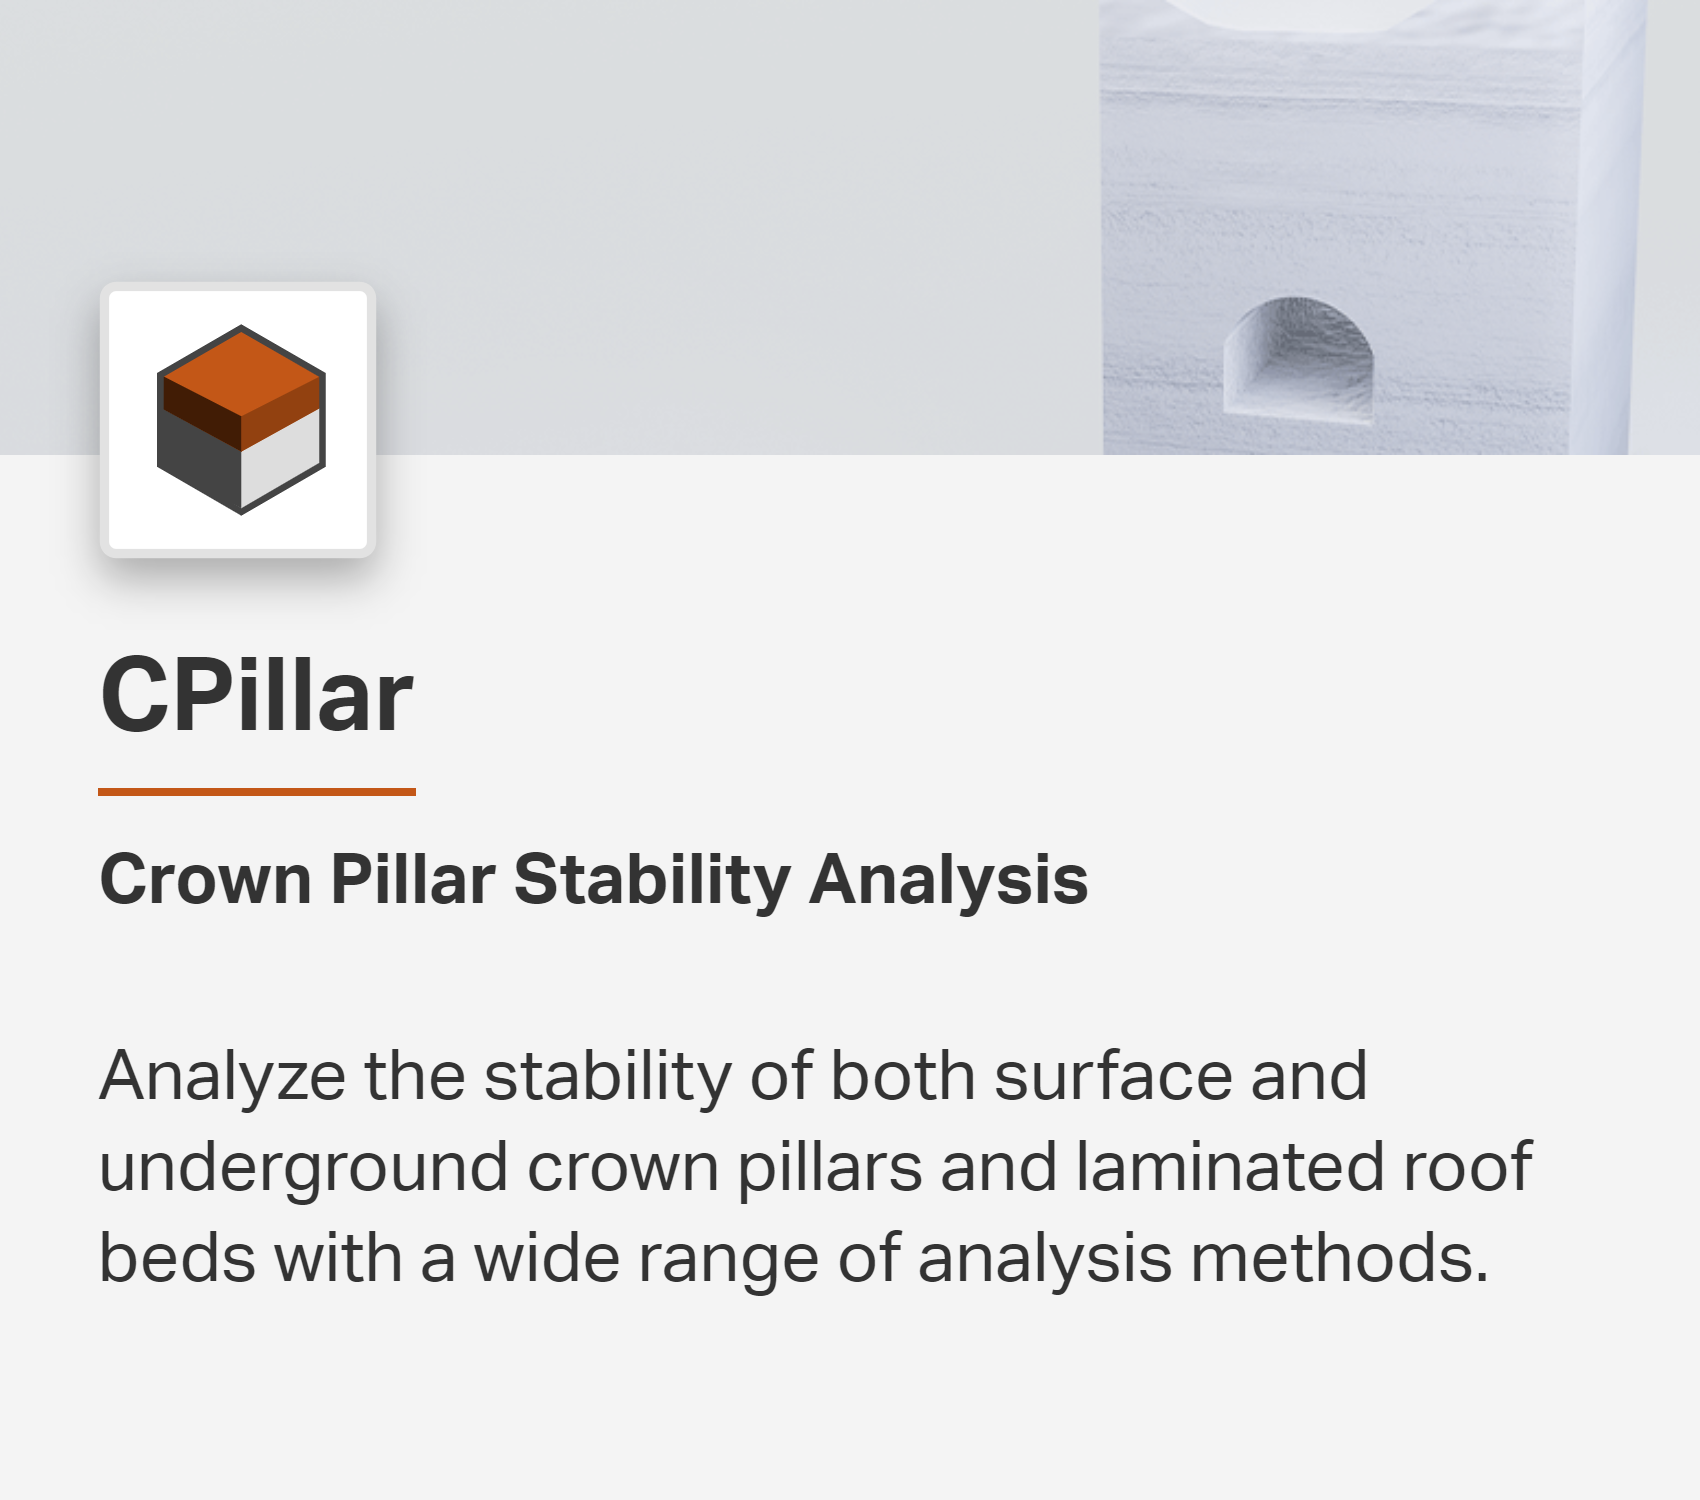 CPillar
Crown Pillar Stability Analysis
Analyze the stability of both surface and
underground crown pillars and laminated roof
beds with a wide range of analysis methods.